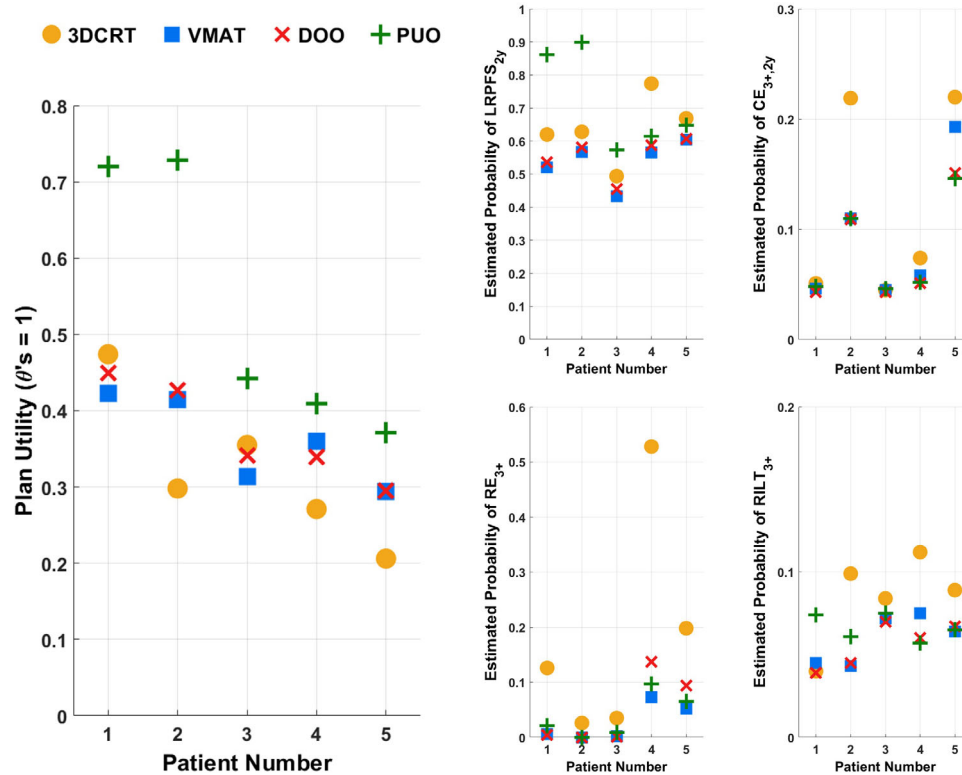 3DCRT VMAT DOO PUO
Plan Utility (θ's = 1)
0.8
0.7
0.6
0.5
0.4
0.3
0.2
0.1
0
1 2 3 4 5
Patient Number
Estimated Probabilty of LRPFS2y
1
0.9
0.8
0.7
0.6
0.5
0.4
0.3
0.2
0.1
0
1 2 3 4 5
Patient Number
Estimated Probabilty of CE3+,2y
0.3
0.2
0.1
0
1 2 3 4 5
Patient Number
Estimated Probabilty of RE3+
0.6
0.5
0.4
0.3
0.2
0.1
0
1 2 3 4 5
Patient Number
Estimated Probabilty of RILT3+
0.2
0.1
0
1 2 3 4 5
Patient Number